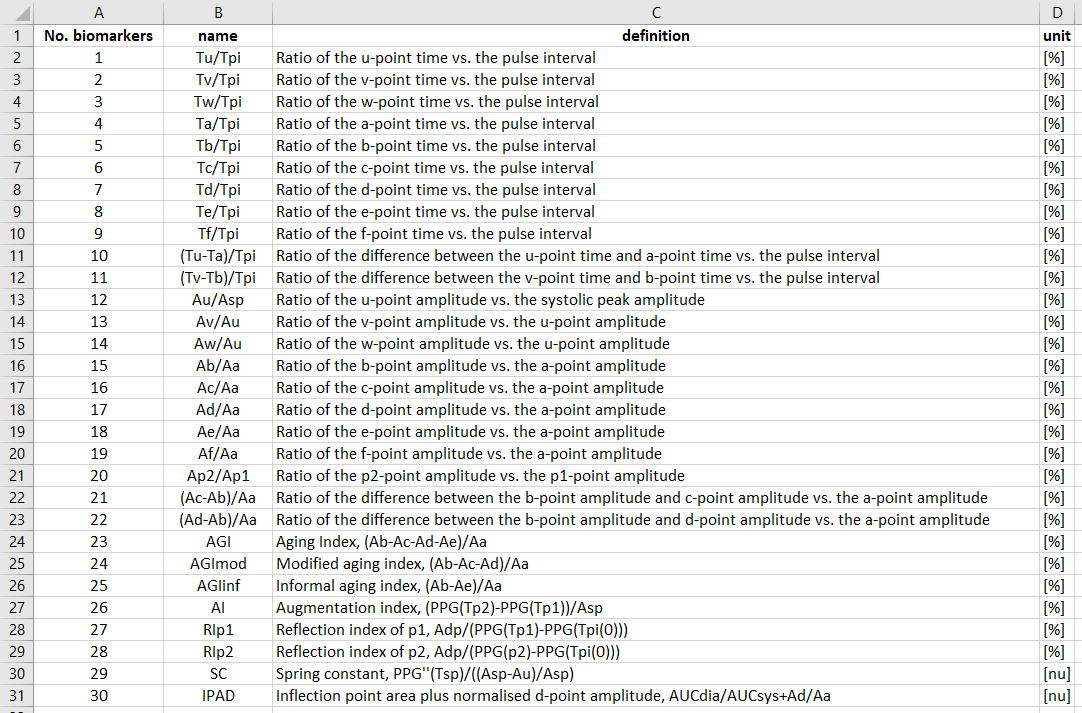 A B C D
1 No. biomarkers name definition unit
2 1 Tu/Tpi Ratio of the u-point time vs. the pulse interval [%]
3 2 Tv/Tpi Ratio of the v-point time vs. the pulse interval [%]
4 3 Tw/Tpi Ratio of the w-point time vs. the pulse interval [%]
5 4 Ta/Tpi Ratio of the a-point time vs. the pulse interval [%]
6 5 Tb/Tpi Ratio of the b-point time vs. the pulse interval [%]
7 6 Tc/Tpi Ratio of the c-point time vs. the pulse interval [%]
8 7 Td/Tpi Ratio of the d-point time vs. the pulse interval [%]
9 8 Te/Tpi Ratio of the e-point time vs. the pulse interval [%]
10 9 Tf/Tpi Ratio of the f-point time vs. the pulse interval [%]
11 10 (Tu-Ta)/Tpi Ratio of the difference between the u-point time and a-point time vs. the pulse interval [%]
12 11 (Tv-Tb)/Tpi Ratio of the difference between the v-point time and b-point time vs. the pulse interval [%]
13 12 Au/Asp Ratio of the u-point amplitude vs. the systolic peak amplitude [%]
14 13 Av/Au Ratio of the v-point amplitude vs. the u-point amplitude [%]
15 14 Aw/Au Ratio of the w-point amplitude vs. the u-point amplitude [%]
16 15 Ab/Aa Ratio of the b-point amplitude vs. the a-point amplitude [%]
17 16 Ac/Aa Ratio of the c-point amplitude vs. the a-point amplitude [%]
18 17 Ad/Aa Ratio of the d-point amplitude vs. the a-point amplitude [%]
19 18 Ae/Aa Ratio of the e-point amplitude vs. the a-point amplitude [%]
20 19 Af/Aa Ratio of the f-point amplitude vs. the a-point amplitude [%]
21 20 Ap2/Ap1 Ratio of the p2-point amplitude vs. the p1-point amplitude [%]
22 21 (Ac-Ab)/Aa Ratio of the difference between the b-point amplitude and c-point amplitude vs. the a-point amplitude [%]
23 22 (Ad-Ab)/Aa Ratio of the difference between the b-point amplitude and d-point amplitude vs. the a-point amplitude [%]
24 23 AGI Aging Index, (Ab-Ac-Ad-Ae)/Aa [%]
25 24 AGImod Modified aging index, (Ab-Ac-Ad)/Aa [%]
26 25 AGIinf Informal aging index, (Ab-Ae)/Aa [%]
27 26 AI Augmentation index, (PPG(Tp2)-PPG(Tp1))/Asp [%]
28 27 RIp1 Reflection index of p1, Adp/(PPG(Tp1)-PPG(Tpi(0))) [%]
29 28 RIp2 Reflection index of p2, Adp/(PPG(p2)-PPG(Tpi(0))) [%]
30 29 SC Spring constant, PPG''(Tsp)/((Asp-Au)/Asp) [nu]
31 30 IPAD Inflection point area plus normalised d-point amplitude, AUCdia/AUCsys+Ad/Aa [nu]